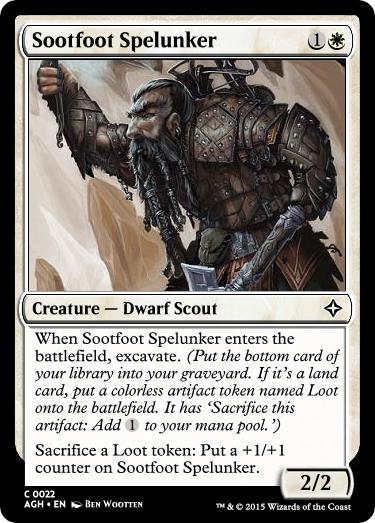 Sootfoot Spelunker 1
Creature — Dwarf Scout
When Sootfoot Spelunker enters the
battlefield, excavate. (Put the bottom card of
your library into your graveyard. If it's a land
card, put a colorless artifact token named Loot
onto the battlefield. It has ‘Sacrifice this
artifact: Add 1 to your mana pool.’)
Sacrifice a Loot token: Put a +1/+1
counter on Sootfoot Spelunker.
2/2
C 0022
AGH • EN Ben Wootten
™ & © 2015 Wizards of the Coast